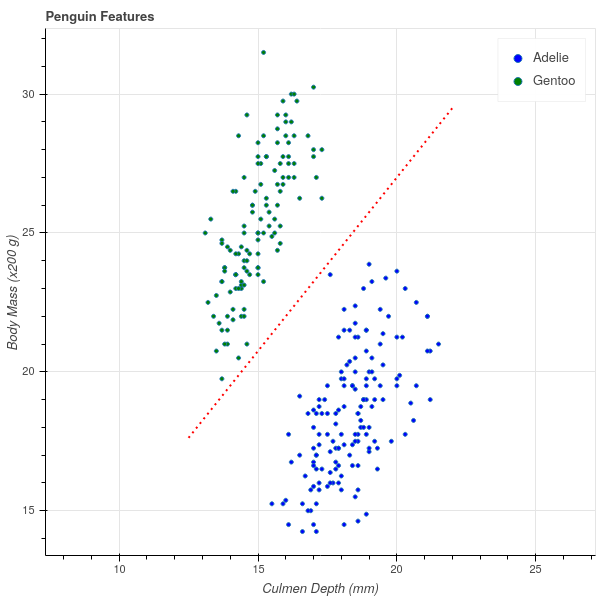 Penguin Features
Adelie
Gentoo
30
25
20
15
Body Mass (x200 g)
10
15
20
25
Culmen Depth (mm)